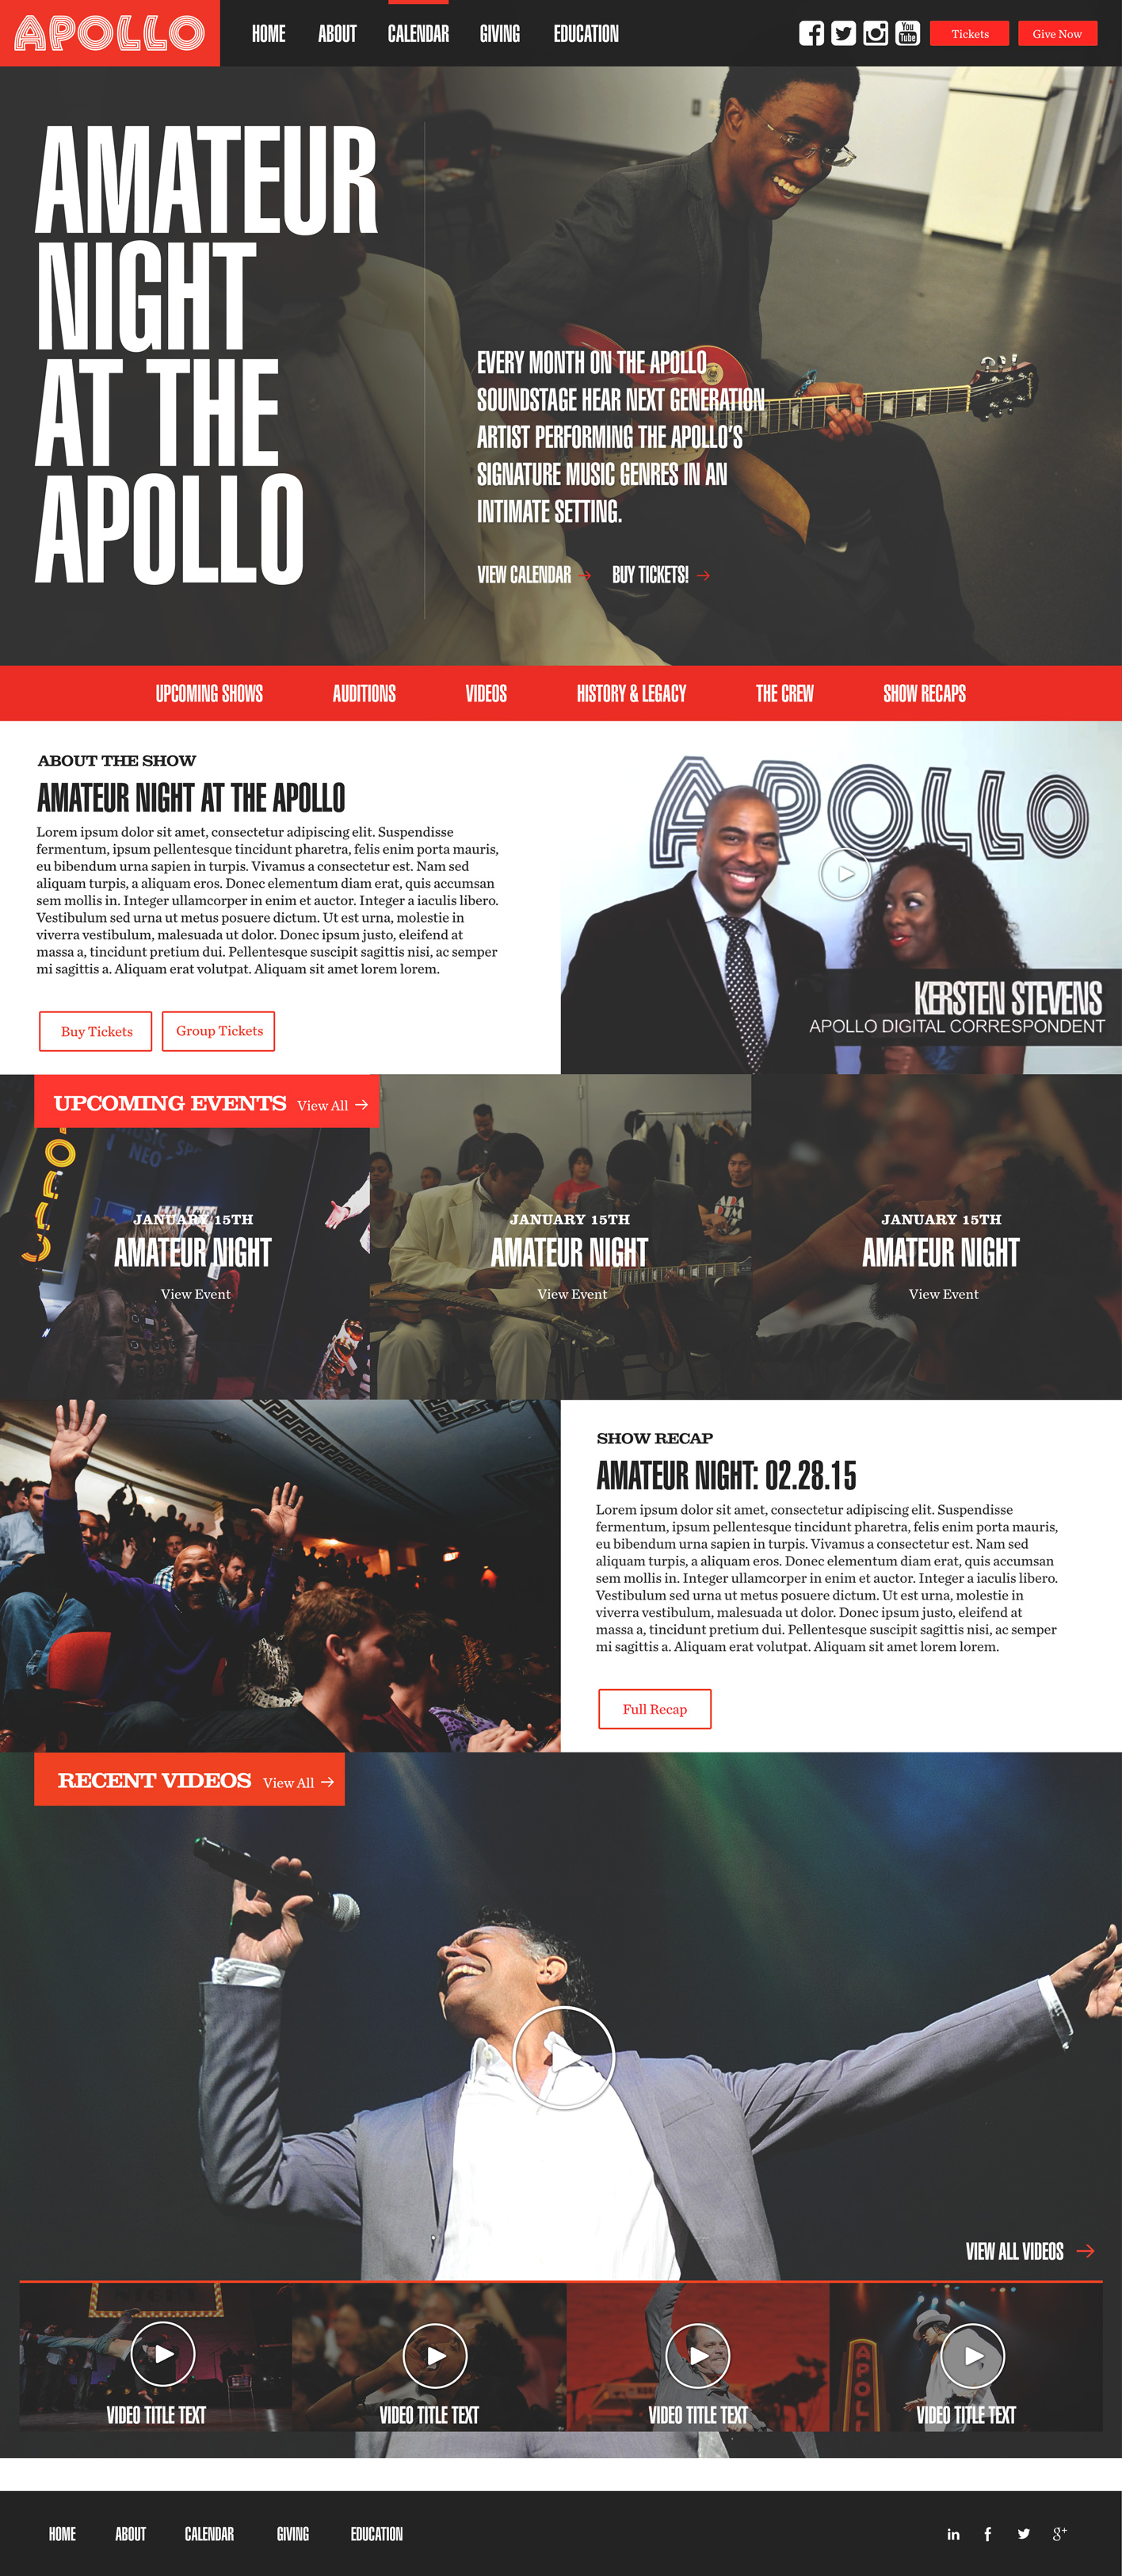 APOLLO
HOME ABOUT CALENDAR GIVING EDUCATION
You
Tube
Tickets Give Now
AMATEUR
NIGHT
AT THE
APOLLO
EVERY MONTH ON THE APOLLO
SOUNDSTAGE HEAR NEXT GENERATION
ARTIST PERFORMING THE APOLLO'S
SIGNATURE MUSIC GENRES IN AN
INTIMATE SETTING.
VIEW CALENDAR → BUY TICKETS! →
UPCOMING SHOWS AUDITIONS VIDEOS HISTORY & LEGACY THE CREW SHOW RECAPS
ABOUT THE SHOW
AMATEUR NIGHT AT THE APOLLO
Lorem ipsum dolor sit amet, consectetur adipiscing elit. Suspendisse
fermentum, ipsum pellentesque tincidunt pharetra, felis enim porta mauris,
eu bibendum urna sapien in turpis. Vivamus a consectetur est. Nam sed
aliquam turpis, a aliquam eros. Donec elementum diam erat, quis accumsan
sem mollis in. Integer ullamcorper in enim et auctor. Integer a iaculis libero.
Vestibulum sed urna ut metus posuere dictum. Ut est urna, molestie in
viverra vestibulum, malesuada ut dolor. Donec ipsum justo, eleifend at
massa a, tincidunt pretium dui. Pellentesque suscipit sagittis nisi, ac semper
mi sagittis a. Aliquam erat volutpat. Aliquam sit amet lorem lorem.
Buy Tickets Group Tickets
APOLLO
KERSTEN STEVENS
APOLLO DIGITAL CORRESPONDENT
UPCOMING EVENTS View All →
MUSIC
NEO
JANUARY 15TH
AMATEUR NIGHT
View Event
JANUARY 15TH
AMATEUR NIGHT
View Event
JANUARY 15TH
AMATEUR NIGHT
View Event
SHOW RECAP
AMATEUR NIGHT: 02.28.15
Lorem ipsum dolor sit amet, consectetur adipiscing elit. Suspendisse
fermentum, ipsum pellentesque tincidunt pharetra, felis enim porta mauris,
eu bibendum urna sapien in turpis. Vivamus a consectetur est. Nam sed
aliquam turpis, a aliquam eros. Donec elementum diam erat, quis accumsan
sem mollis in. Integer ullamcorper in enim et auctor. Integer a iaculis libero.
Vestibulum sed urna ut metus posuere dictum. Ut est urna, molestie in
viverra vestibulum, malesuada ut dolor. Donec ipsum justo, eleifend at
massa a, tincidunt pretium dui. Pellentesque suscipit sagittis nisi, ac semper
mi sagittis a. Aliquam erat volutpat. Aliquam sit amet lorem lorem.
Full Recap
RECENT VIDEOS View All →
VIEW ALL VIDEOS →
VIDEO TITLE TEXT
VIDEO TITLE TEXT
VIDEO TITLE TEXT
APOL
VIDEO TITLE TEXT
HOME ABOUT CALENDAR GIVING EDUCATION
in f g+